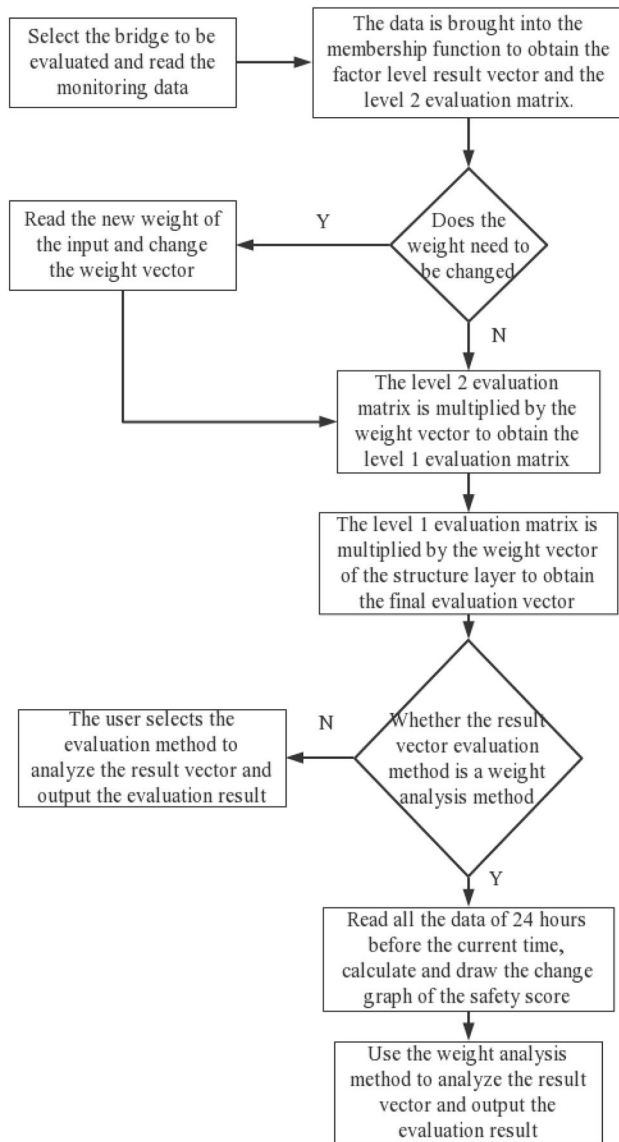 Select the bridge to be
evaluated and read the
monitoring data
The data is brought into the
membership function to obtain the
factor level result vector and the
level 2 evaluation matrix.
Does the
weight need to
be changed
Y
Read the new weight of
the input and change
the weight vector
N
The level 2 evaluation
matrix is multiplied by the
weight vector to obtain the
level 1 evaluation matrix
The level 1 evaluation matrix is
multiplied by the weight vector
of the structure layer to obtain
the final evaluation vector
Whether the result
vector evaluation
method is a weight
analysis method
N
The user selects the
evaluation method to
analyze the result vector and
output the evaluation result
Y
Read all the data of 24 hours
before the current time,
calculate and draw the change
graph of the safety score
Use the weight analysis
method to analyze the result
vector and output the
evaluation result